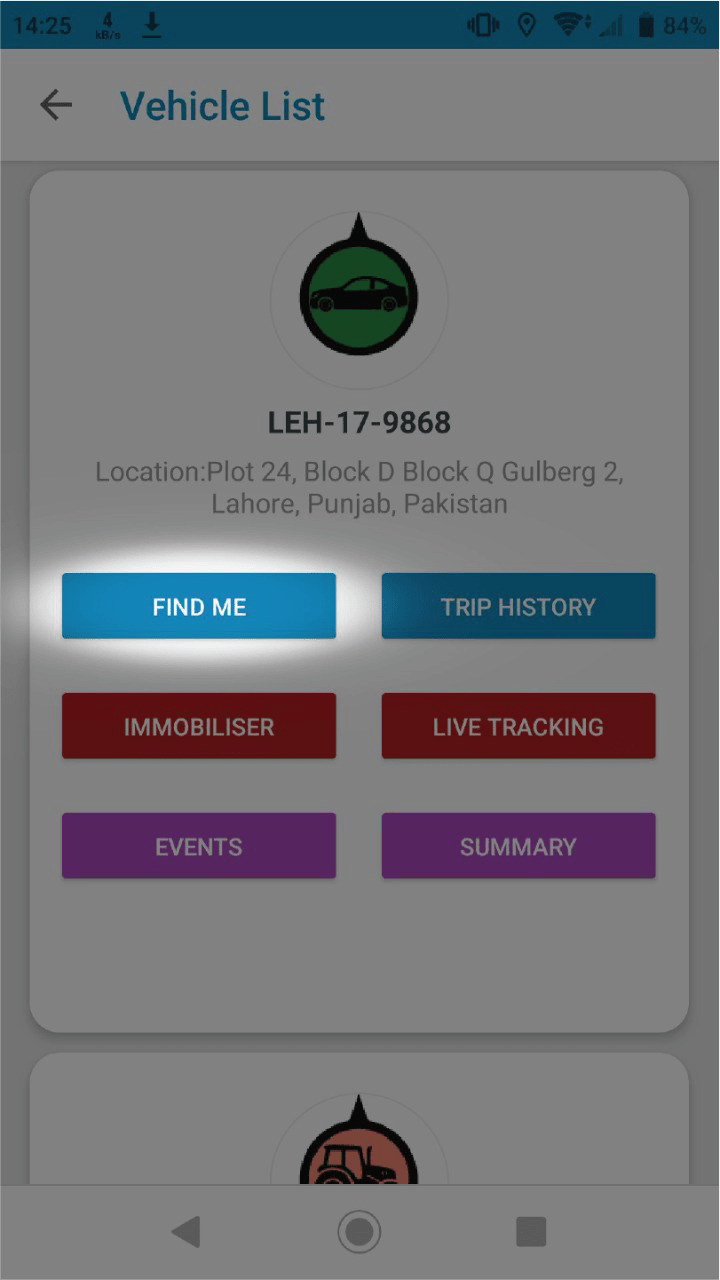 14:25 4 kB/s 84%
Vehicle List
LEH-17-9868
Location:Plot 24, Block D Block Q Gulberg 2,
Lahore, Punjab, Pakistan
FIND ME TRIP HISTORY
IMMOBILISER LIVE TRACKING
EVENTS SUMMARY